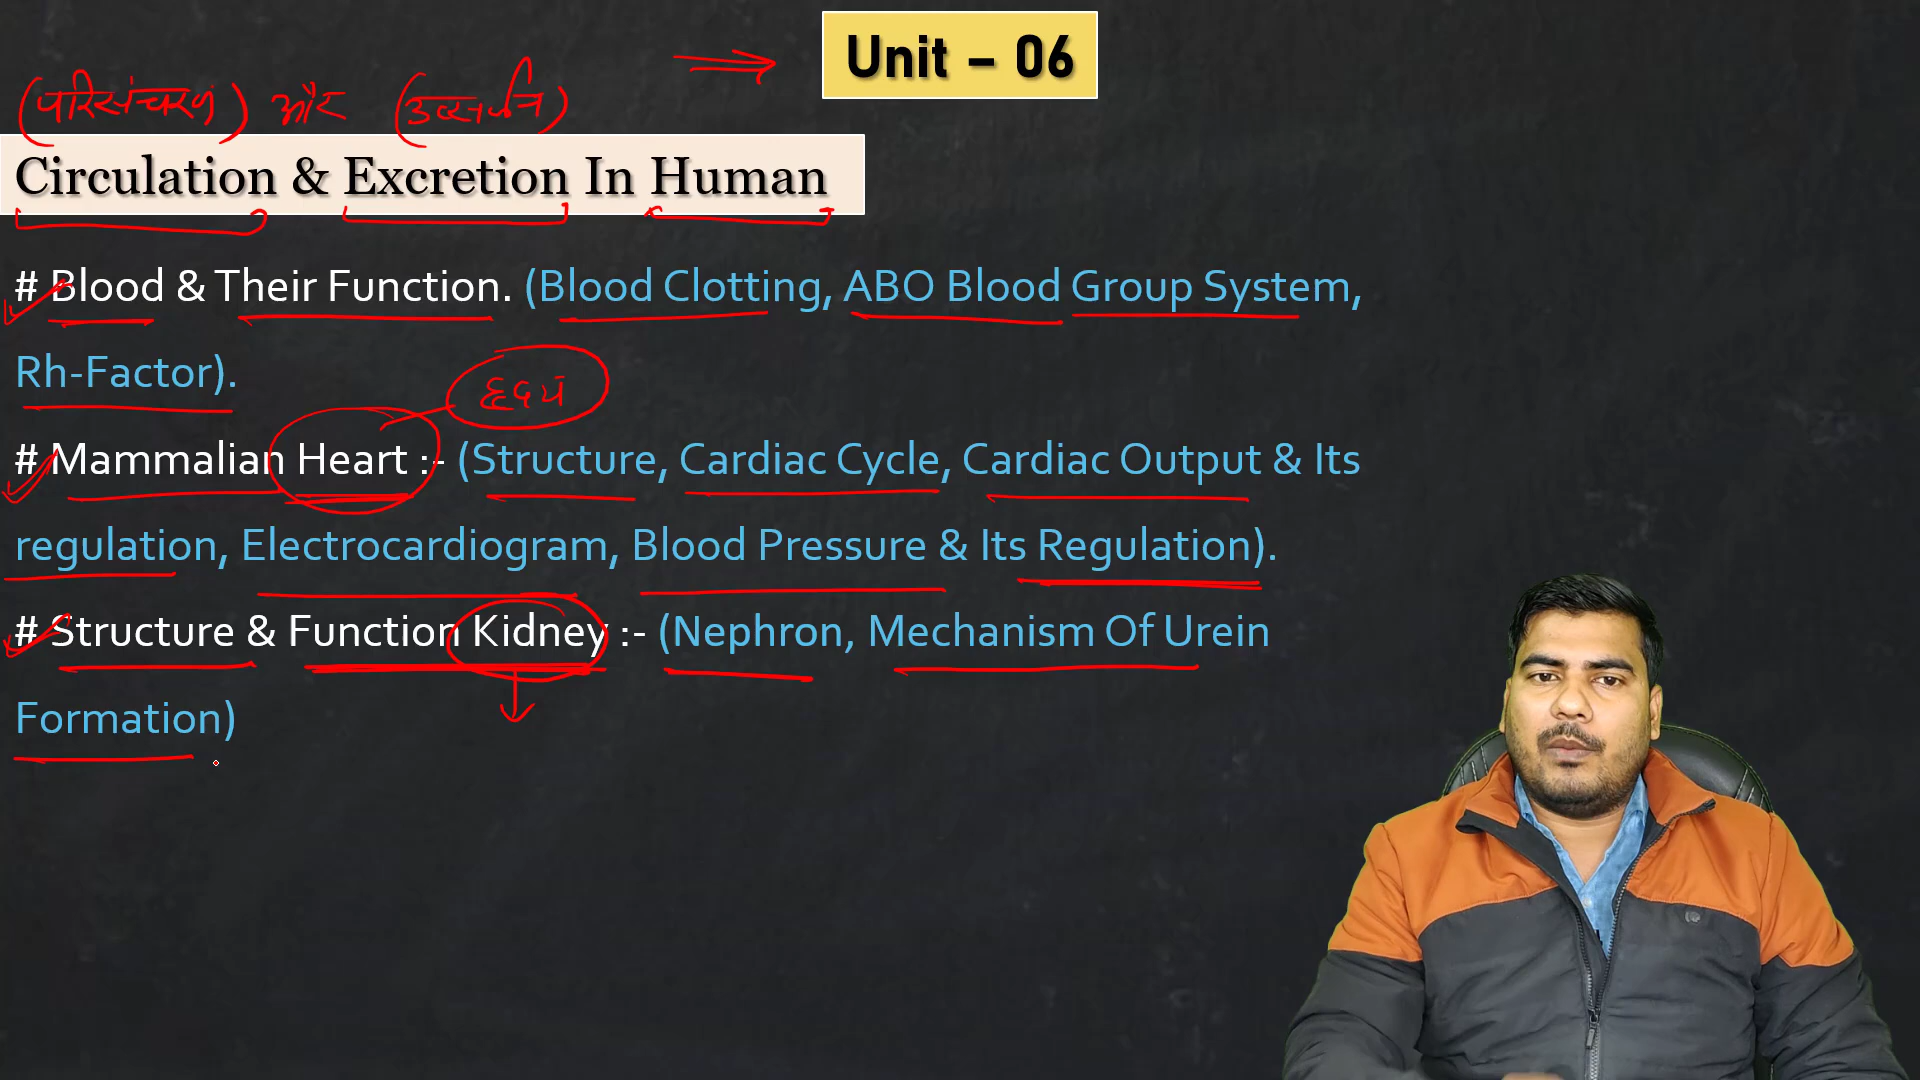 Unit – 06
(परिसंचरण) और (उत्सर्जन)
Circulation & Excretion In Human
# Blood & Their Function. (Blood Clotting, ABO Blood Group System,
Rh-Factor).
हृदय
# Mammalian Heart :- (Structure, Cardiac Cycle, Cardiac Output & Its
regulation, Electrocardiogram, Blood Pressure & Its Regulation).
# Structure & Function Kidney :- (Nephron, Mechanism Of Urein
Formation)